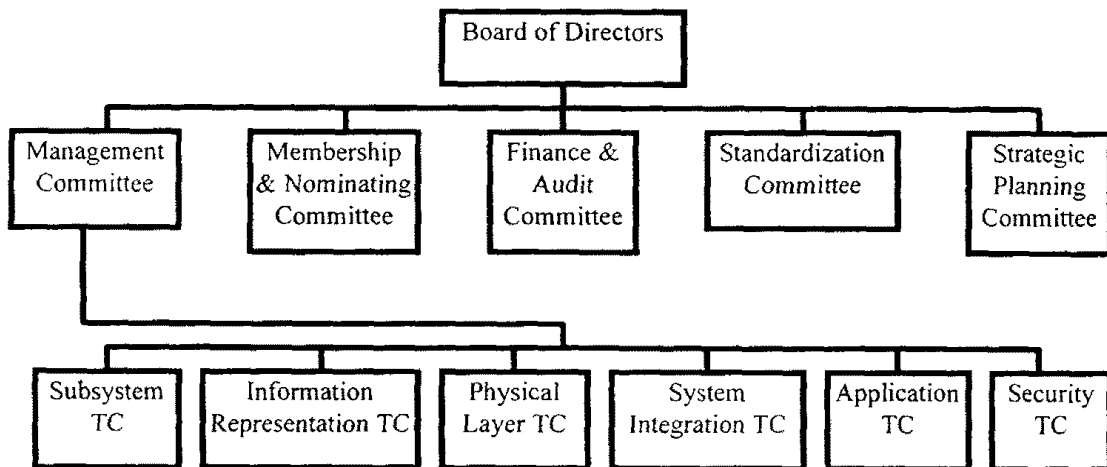 Board of Directors
Management
Committee
Membership
& Nominating
Committee
Finance &
Audit
Committee
Standardization
Committee
Strategic
Planning
Committee
Subsystem
TC
Information
Representation TC
Physical
Layer TC
System
Integration TC
Application
TC
Security
TC